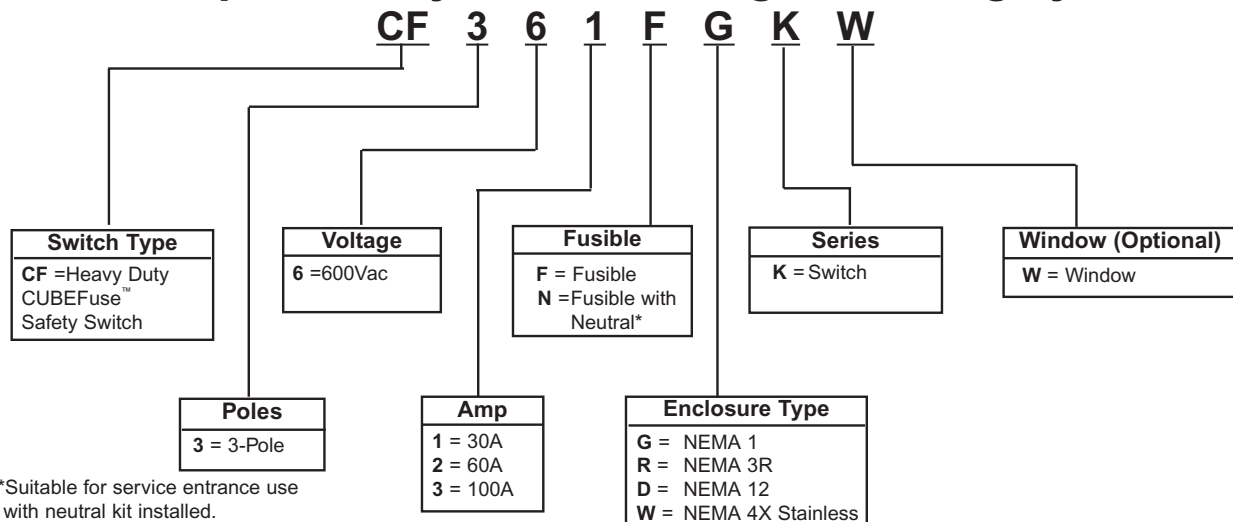 CF 3 6 1 F G K W
Switch Type
CF =Heavy Duty
CUBEFuse™
Safety Switch
Voltage
6 =600Vac
Fusible
F = Fusible
N =Fusible with
Neutral*
Series
K = Switch
Window (Optional)
W = Window
Poles
3 = 3-Pole
Amp
1 = 30A
2 = 60A
3 = 100A
Enclosure Type
G = NEMA 1
R = NEMA 3R
D = NEMA 12
W = NEMA 4X Stainless
*Suitable for service entrance use
with neutral kit installed.